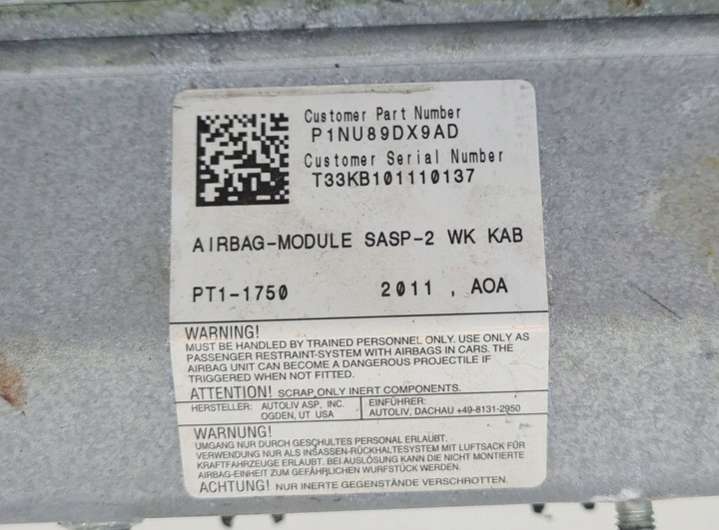 Customer Part Number
P1NU89DX9AD
Customer Serial Number
T33KB101110137
AIRBAG-MODULE SASP-2 WK KAB
PT1-1750 2011 , AOA
WARNING!
MUST BE HANDLED BY TRAINED PERSONNEL ONLY. USE ONLY AS
PASSENGER RESTRAINT-SYSTEM WITH AIRBAGS IN CARS. THE
AIRBAG UNIT CAN BECOME A DANGEROUS PROJECTILE IF
TRIGGERED WHEN NOT FITTED.
ATTENTION! SCRAP ONLY INERT COMPONENTS.
HERSTELLER: AUTOLIV ASP, INC. EINFÜHRER:
OGDEN, UT USA AUTOLIV, DACHAU +49-8131-2950
WARNUNG!
UMGANG NUR DURCH GESCHULTES PERSONAL ERLAUBT.
VERWENDUNG NUR ALS INSASSEN-RÜCKHALTESYSTEM MIT LUFTSACK FÜR
KRAFTFAHRZEUGE ERLAUBT. BEI AUSLÖSUNG KANN DIE NICHT MONTIERTE
AIRBAG-EINHEIT ZUM GEFÄHRLICHEN WURFSTÜCK WERDEN.
ACHTUNG! NUR INERTE GEGENSTÄNDE VERSCHROTTEN.